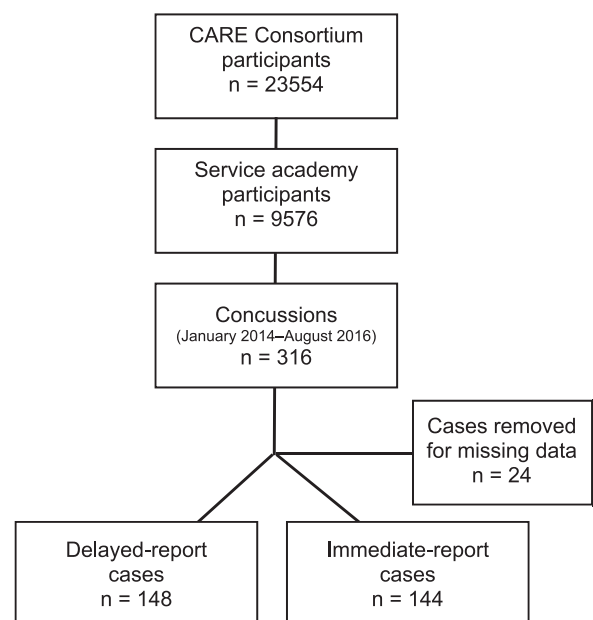 CARE Consortium
participants
n = 23554
Service academy
participants
n = 9576
Concussions
(January 2014–August 2016)
n = 316
Cases removed
for missing data
n = 24
Delayed-report
cases
n = 148
Immediate-report
cases
n = 144